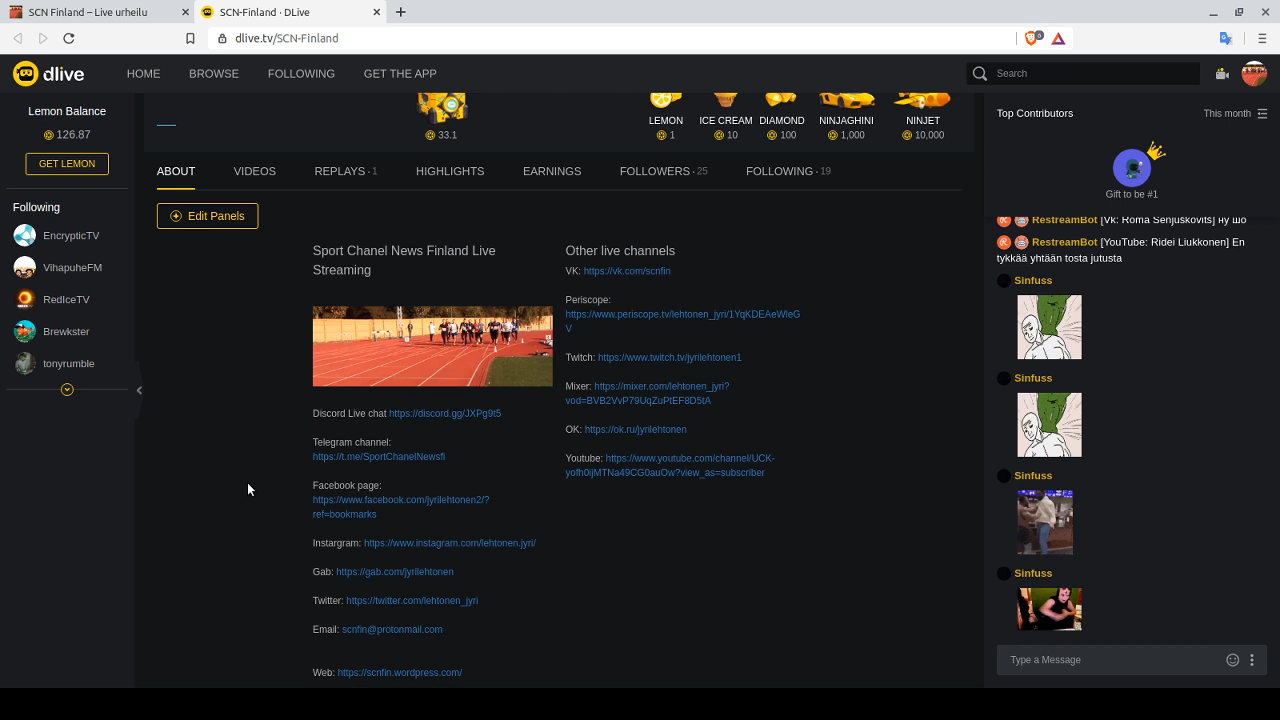 SCN Finland – Live urheilu
SCN-Finland · DLive
dlive.tv/SCN-Finland
6
dlive
HOME
BROWSE
FOLLOWING
GET THE APP
Search
Lemon Balance
126.87
GET LEMON
Following
EncrypticTV
VihapuheFM
RedIceTV
Brewkster
tonyrumble
33.1
LEMON
1
ICE CREAM
10
DIAMOND
100
NINJAGHINI
1,000
NINJET
10,000
ABOUT
VIDEOS
REPLAYS · 1
HIGHLIGHTS
EARNINGS
FOLLOWERS · 25
FOLLOWING · 19
Edit Panels
Sport Chanel News Finland Live
Streaming
Discord Live chat https://discord.gg/JXPg9t5
Telegram channel:
https://t.me/SportChanelNewsfi
Facebook page:
https://www.facebook.com/jyrilehtonen2/?
ref=bookmarks
Instargram: https://www.instagram.com/lehtonen.jyri/
Gab: https://gab.com/jyrilehtonen
Twitter: https://twitter.com/lehtonen_jyri
Email: scnfin@protonmail.com
Web: https://scnfin.wordpress.com/
Other live channels
VK: https://vk.com/scnfin
Periscope:
https://www.periscope.tv/lehtonen_jyri/1YqKDEAeWleG
V
Twitch: https://www.twitch.tv/jyrilehtonen1
Mixer: https://mixer.com/lehtonen_jyri?
vod=BVB2VvP79UqZuPtEF8D5tA
OK: https://ok.ru/jyrilehtonen
Youtube: https://www.youtube.com/channel/UCK-
yofh0ijMTNa49CG0auOw?view_as=subscriber
Top Contributors
This month
Gift to be #1
RestreamBot [Vk: Roma Senjuskovits] ну шо
RestreamBot [YouTube: Ridei Liukkonen] En
tykkää yhtään tosta jutusta
Sinfuss
Sinfuss
Sinfuss
Sinfuss
Type a Message